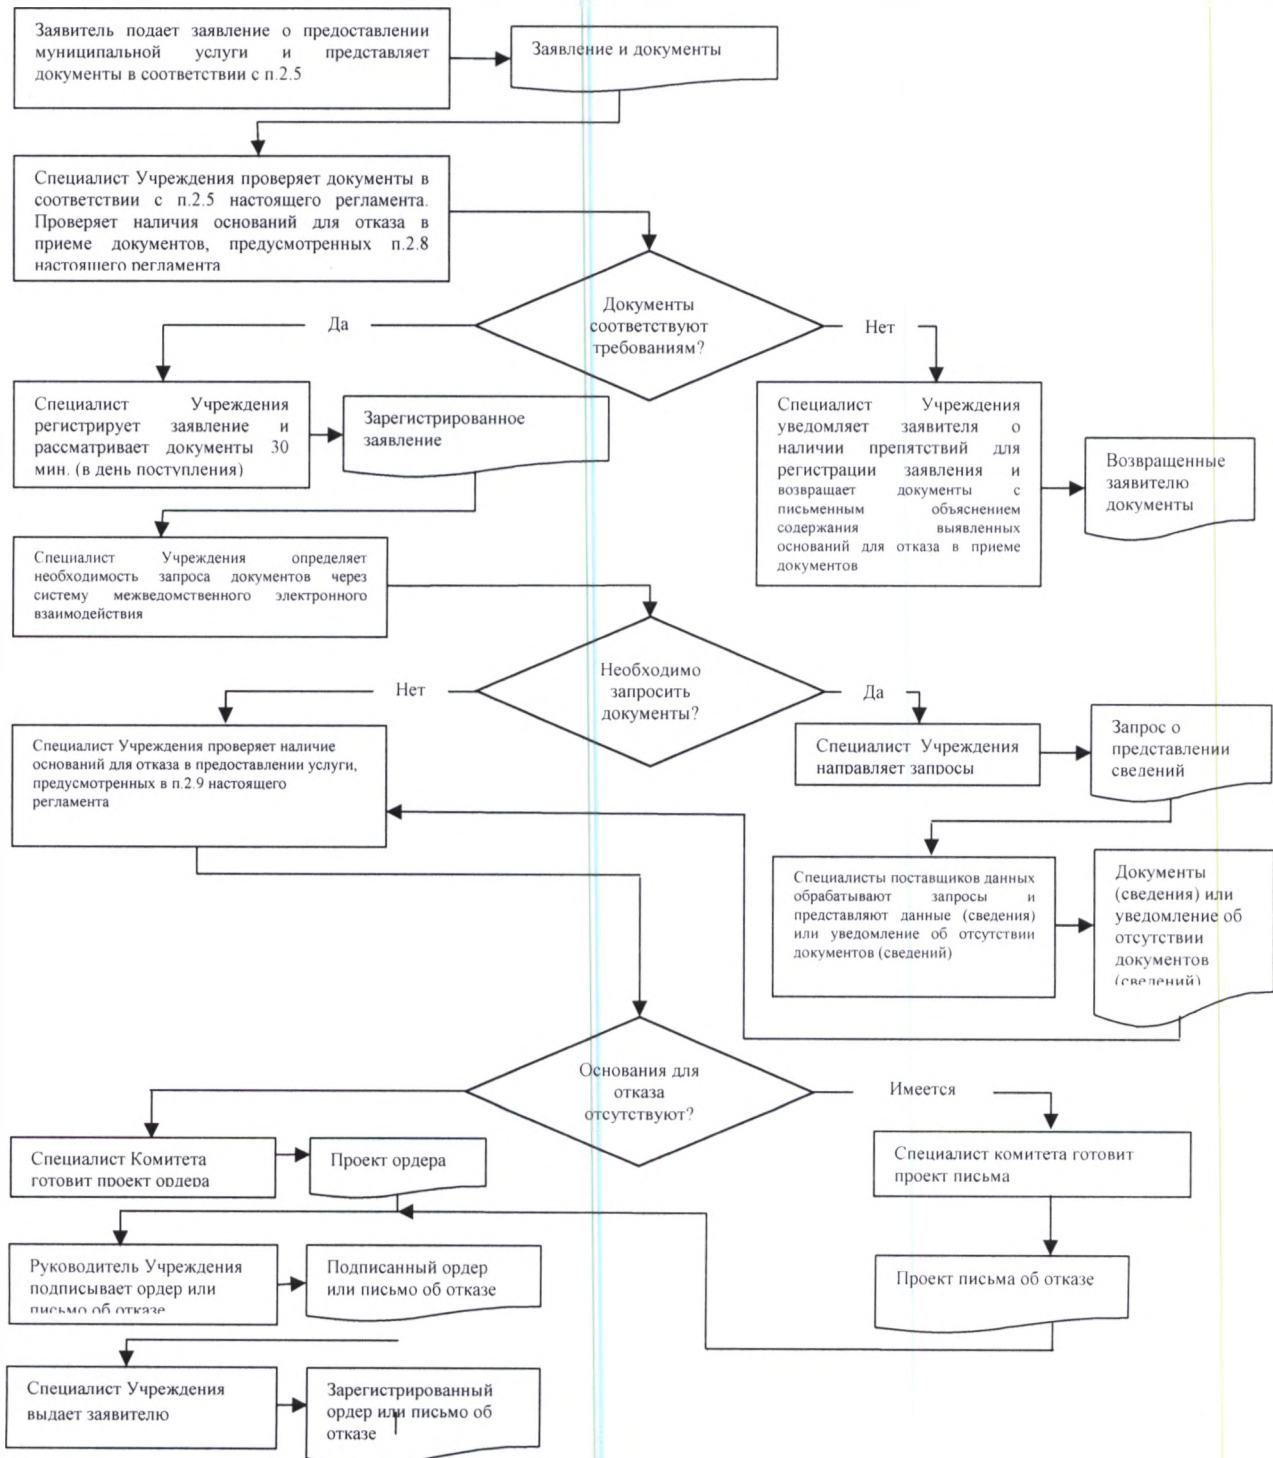 Заявитель подает заявление о предоставлении
муниципальной услуги и представляет
документы в соответствии с п.2.5
Заявление и документы
Специалист Учреждения проверяет документы в
соответствии с п.2.5 настоящего регламента.
Проверяет наличия оснований для отказа в
приеме документов, предусмотренных п.2.8
настоящего регламента
Документы
соответствуют
требованиям?
Да
Нет
Специалист Учреждения
регистрирует заявление и
рассматривает документы 30
мин. (в день поступления)
Зарегистрированное
заявление
Специалист Учреждения
уведомляет заявителя о
наличии препятствий для
регистрации заявления и
возвращает документы с
письменным объяснением
содержания выявленных
оснований для отказа в приеме
документов
Возвращенные
заявителю
документы
Специалист Учреждения определяет
необходимость запроса документов через
систему межведомственного электронного
взаимодействия
Необходимо
запросить
документы?
Нет
Да
Специалист Учреждения проверяет наличие
оснований для отказа в предоставлении услуги,
предусмотренных в п.2.9 настоящего
регламента
Специалист Учреждения
направляет запросы
Запрос о
представлении
сведений
Специалисты поставщиков данных
обрабатывают запросы и
представляют данные (сведения)
или уведомление об отсутствии
документов (сведений)
Документы
(сведения) или
уведомление об
отсутствии
документов
(сведений)
Основания для
отказа
отсутствуют?
Имеется
Специалист Комитета
готовит проект ордера
Проект ордера
Специалист комитета готовит
проект письма
Руководитель Учреждения
подписывает ордер или
письмо об отказе
Подписанный ордер
или письмо об отказе
Проект письма об отказе
Специалист Учреждения
выдает заявителю
Зарегистрированный
ордер или письмо об
отказе